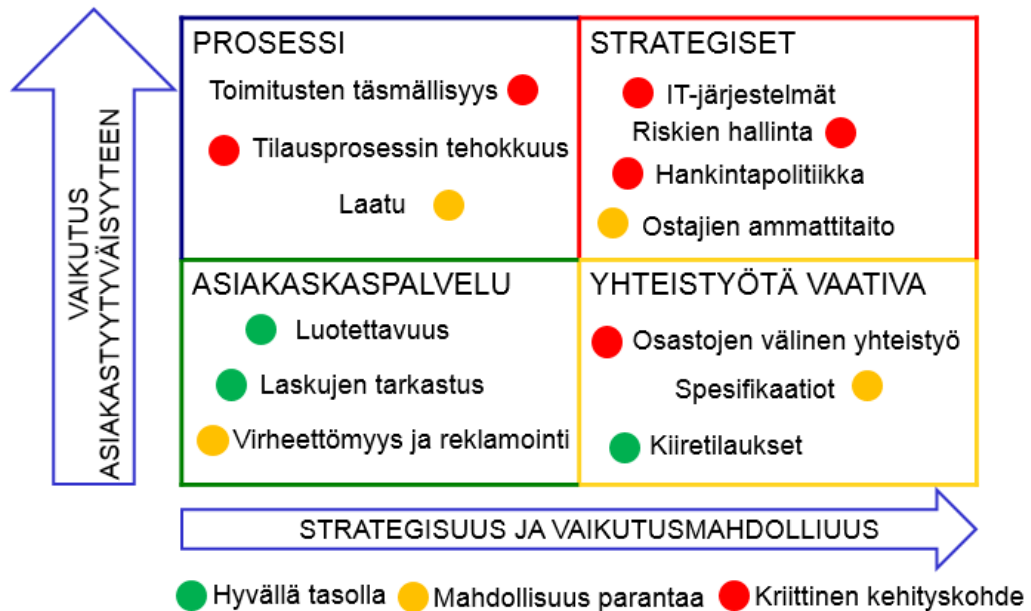 VAIKUTUS
ASIAKASTYYTYVÄISYYTEEN
PROSESSI
Toimitusten täsmällisyys
Tilausprosessin tehokkuus
Laatu
STRATEGISET
IT-järjestelmät
Riskien hallinta
Hankintapolitiikka
Ostajien ammattitaito
ASIAKASKASPALVELU
Luotettavuus
Laskujen tarkastus
Virheettömyys ja reklamointi
YHTEISTYÖTÄ VAATIVA
Osastojen välinen yhteistyö
Spesifikaatiot
Kiiretilaukset
STRATEGISUUS JA VAIKUTUSMAHDOLLIUUS
Hyvällä tasolla
Mahdollisuus parantaa
Kriittinen kehityskohde